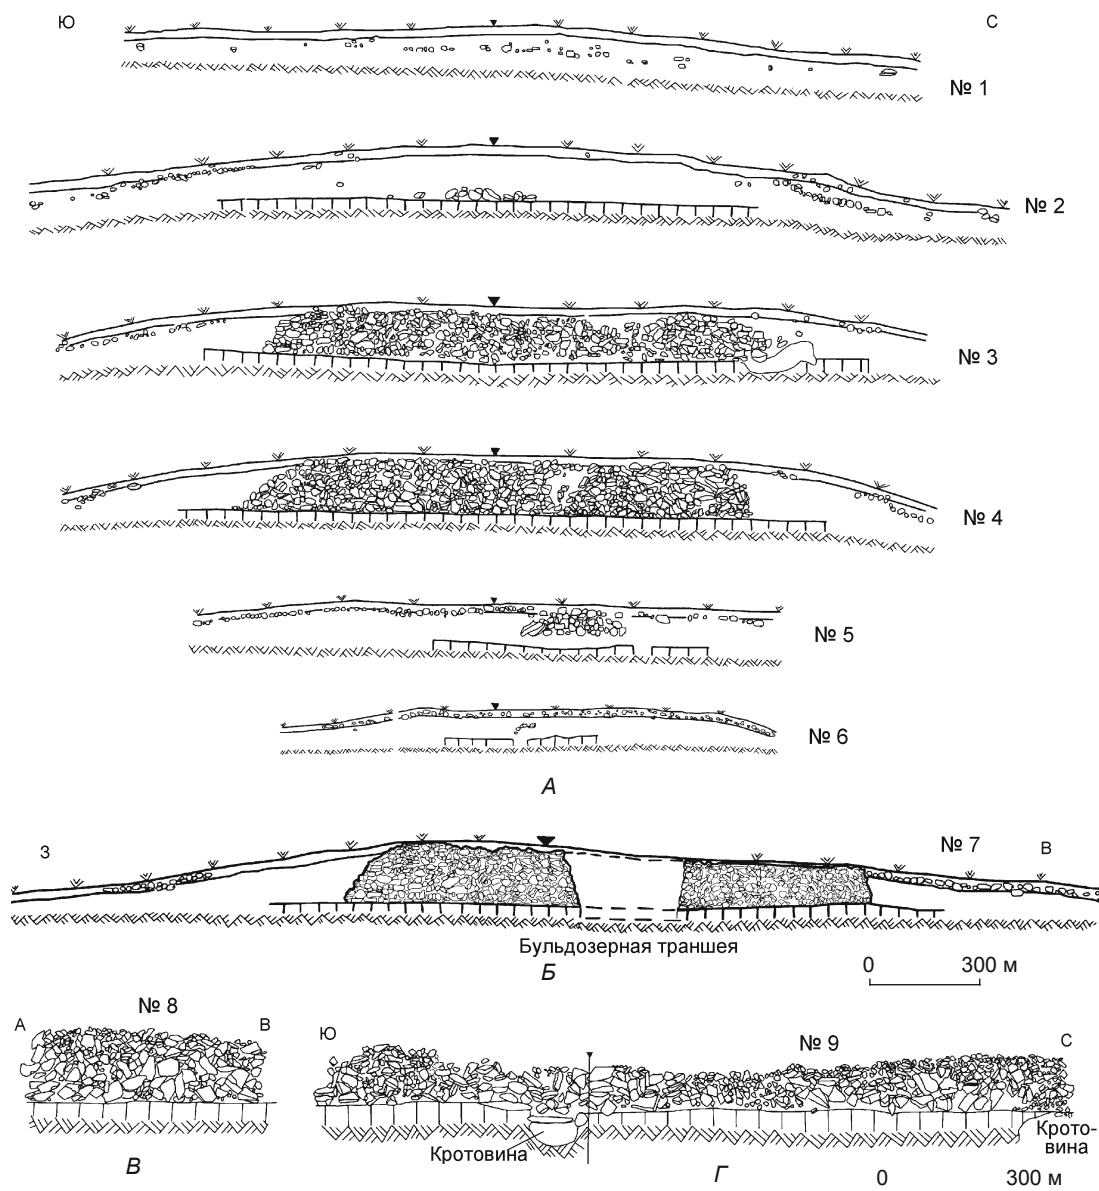 Ю
С
№ 1
№ 2
№ 3
№ 4
№ 5
№ 6
А
З
№ 7
В
Бульдозерная траншея
Б
0 300 м
№ 8
А
В
Ю
№ 9
С
Кротовина
Крото-
вина
В
Г
0 300 м